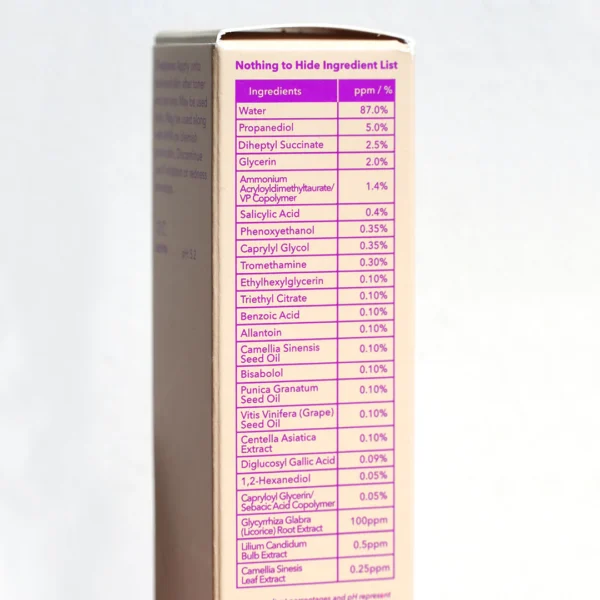 Nothing to Hide Ingredient List
Ingredients ppm / %
Water 87.0%
Propanediol 5.0%
Diheptyl Succinate 2.5%
Glycerin 2.0%
Ammonium
Acryloyldimethyltaurate/ 1.4%
VP Copolymer
Salicylic Acid 0.4%
Phenoxyethanol 0.35%
Caprylyl Glycol 0.35%
Tromethamine 0.30%
Ethylhexylglycerin 0.10%
Triethyl Citrate 0.10%
Benzoic Acid 0.10%
Allantoin 0.10%
Camellia Sinensis 0.10%
Seed Oil
Bisabolol 0.10%
Punica Granatum 0.10%
Seed Oil
Vitis Vinifera (Grape) 0.10%
Seed Oil
Centella Asiatica 0.10%
Extract
Diglucosyl Gallic Acid 0.09%
1,2-Hexanediol 0.05%
Capryloyl Glycerin/ 0.05%
Sebacic Acid Copolymer
Glycyrrhiza Glabra 100ppm
(Licorice) Root Extract
Lilium Candidum 0.5ppm
Bulb Extract
Camellia Sinesis 0.25ppm
Leaf Extract
and pH represent